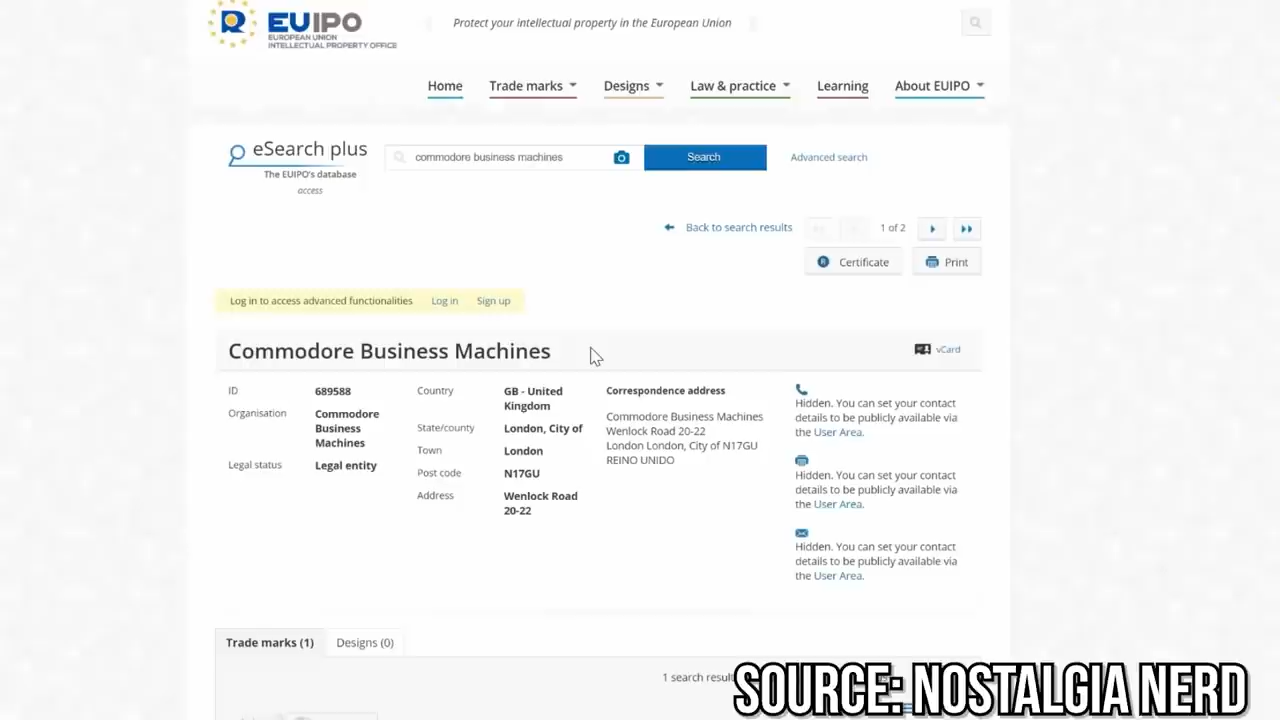 EUIPO
EUROPEAN UNION
INTELLECTUAL PROPERTY OFFICE
Protect your intellectual property in the European Union
Home
Trade marks
Designs
Law & practice
Learning
About EUIPO
eSearch plus
The EUIPO's database
access
commodore business machines
Search
Advanced search
Back to search results
1 of 2
Certificate
Print
Log in to access advanced functionalities
Log in
Sign up
Commodore Business Machines
vCard
ID
689588
Organisation
Commodore
Business
Machines
Legal status
Legal entity
Country
GB - United
Kingdom
State/county
London, City of
Town
London
Post code
N17GU
Address
Wenlock Road
20-22
Correspondence address
Commodore Business Machines
Wenlock Road 20-22
London London, City of N17GU
REINO UNIDO
Hidden. You can set your contact
details to be publicly available via
the User Area.
Hidden. You can set your contact
details to be publicly available via
the User Area.
Hidden. You can set your contact
details to be publicly available via
the User Area.
Trade marks (1)
Designs (0)
1 search
SOURCE: NOSTALGIA NERD